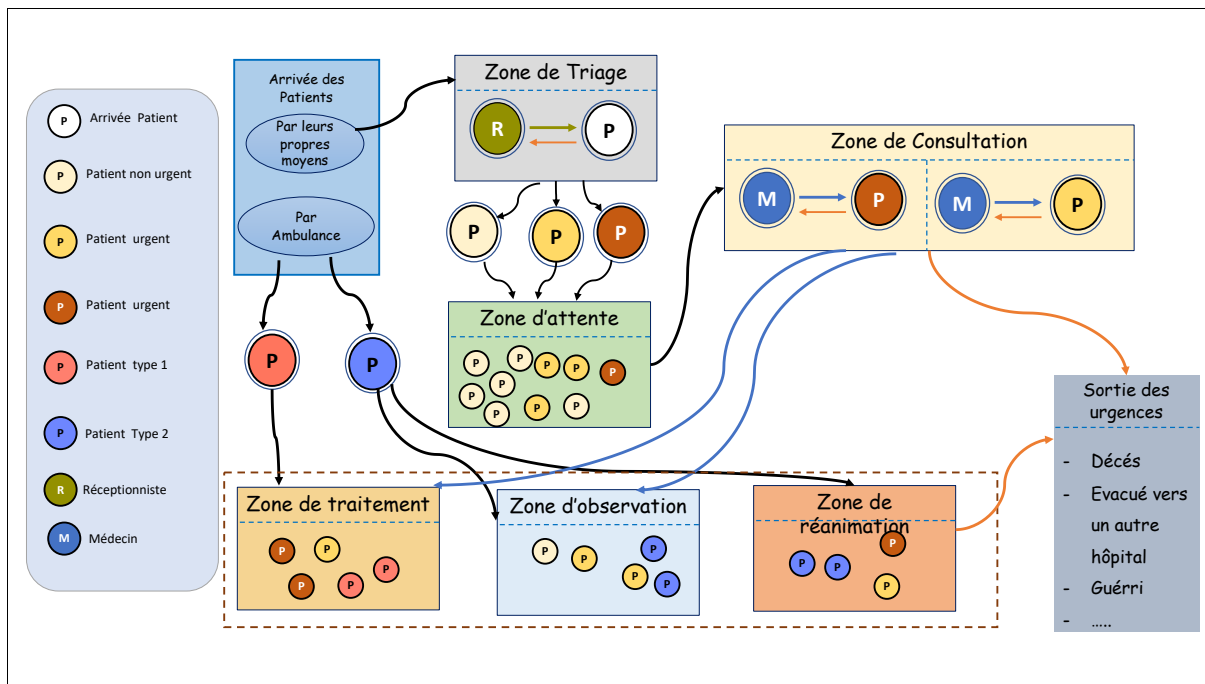 P Arrivée Patient
P Patient non urgent
P Patient urgent
P Patient urgent
P Patient type 1
P Patient Type 2
R Réceptionniste
M Médecin
Arrivée des
Patients
Par leurs
propres
moyens
Par
Ambulance
P
P
Zone de Triage
R P
P P P
Zone d'attente
P P P P P
P P P P P
Zone de Consultation
M P
M P
Zone de traitement
P P P P P
Zone d'observation
P P P P P
Zone de
réanimation
P P P P
Sortie des
urgences
- Décés
- Evacué vers
un autre
hôpital
- Guérri
- …..